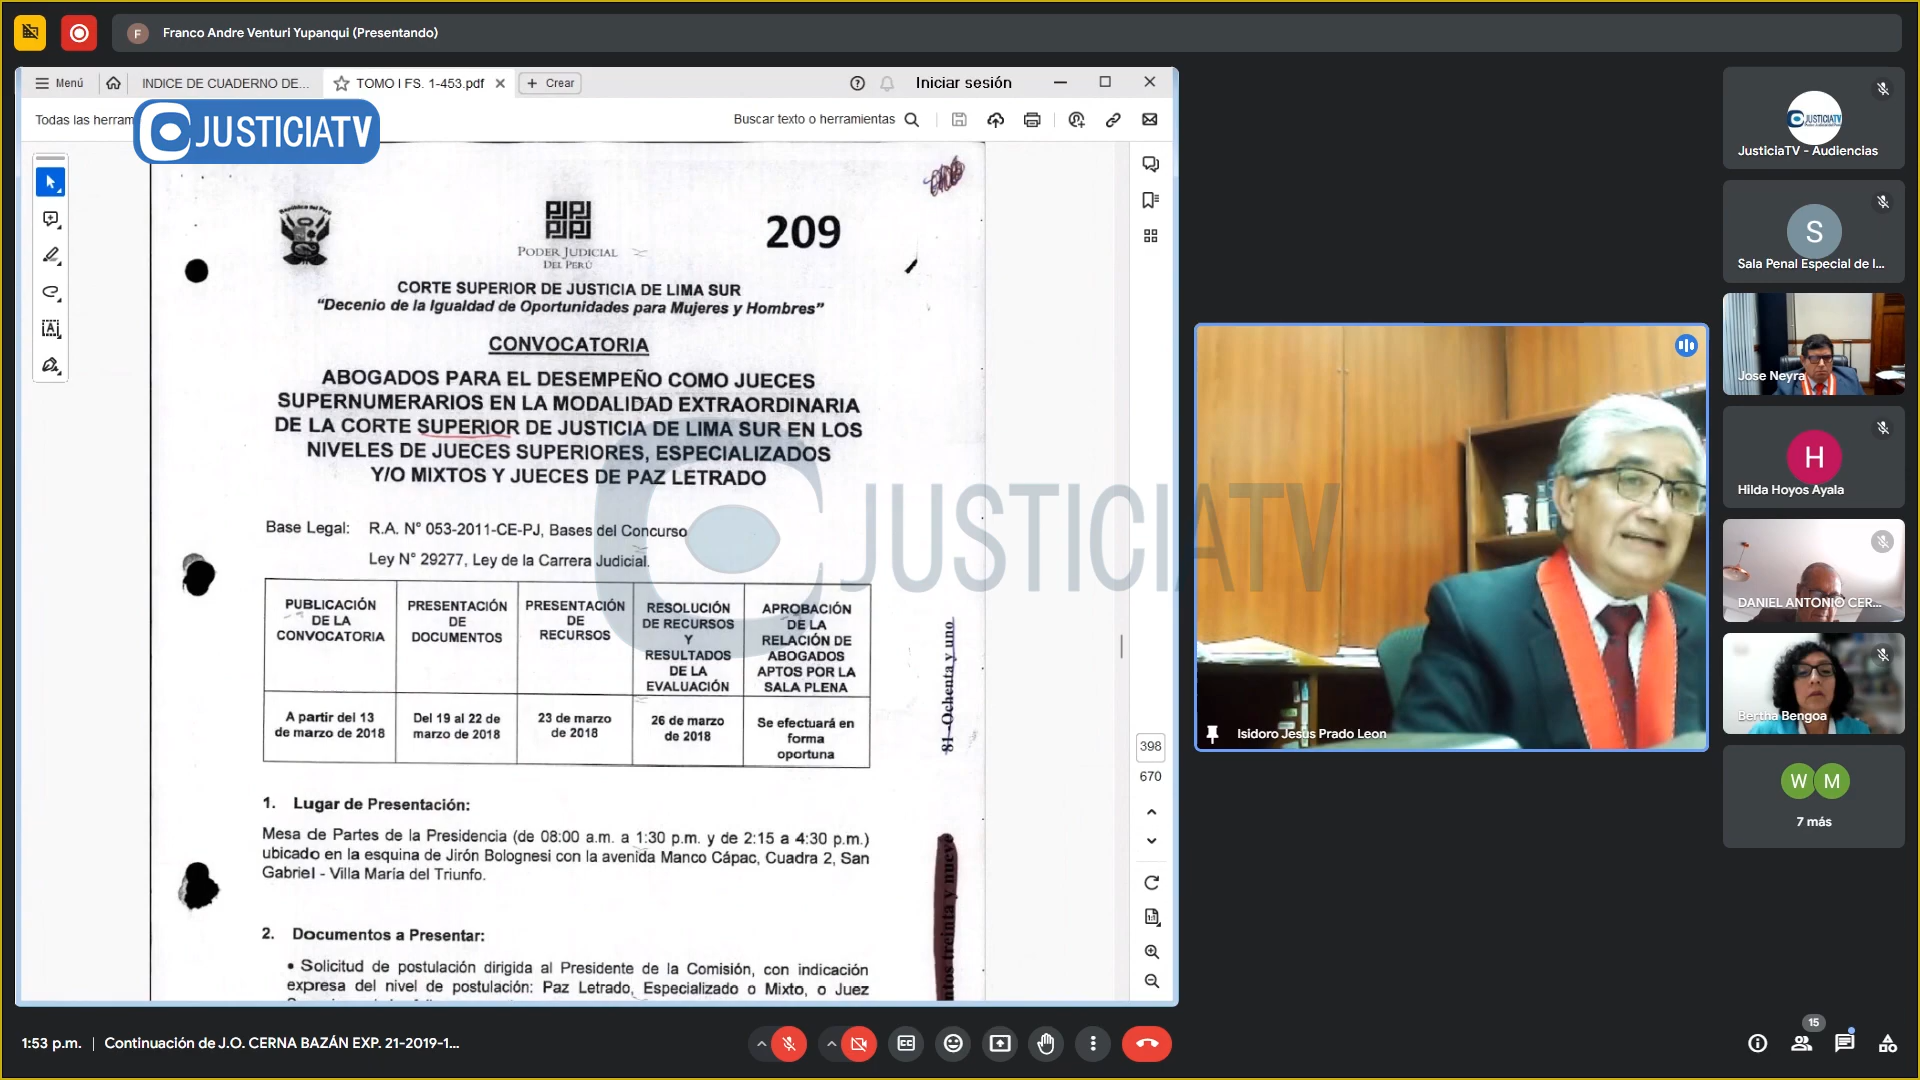 Franco Andre Venturi Yupanqui (Presentando)
Menú
INDICE DE CUADERNO DE...
TOMO I FS. 1-453.pdf
Crear
Iniciar sesión
Todas las herram
JUSTICIATV
Buscar texto o herramientas
República del Perú
PODER JUDICIAL
DEL PERÚ
209
CORTE SUPERIOR DE JUSTICIA DE LIMA SUR
"Decenio de la Igualdad de Oportunidades para Mujeres y Hombres"
CONVOCATORIA
ABOGADOS PARA EL DESEMPEÑO COMO JUECES
SUPERNUMERARIOS EN LA MODALIDAD EXTRAORDINARIA
DE LA CORTE SUPERIOR DE JUSTICIA DE LIMA SUR EN LOS
NIVELES DE JUECES SUPERIORES, ESPECIALIZADOS
Y/O MIXTOS Y JUECES DE PAZ LETRADO
Base Legal: R.A. N° 053-2011-CE-PJ, Bases del Concurso
Ley N° 29277, Ley de la Carrera Judicial.
PUBLICACIÓN
DE LA
CONVOCATORIA
PRESENTACIÓN
DE
DOCUMENTOS
PRESENTACIÓN
DE
RECURSOS
RESOLUCIÓN
DE RECURSOS
Y
RESULTADOS
DE LA
EVALUACIÓN
APROBACIÓN
DE LA
RELACIÓN DE
ABOGADOS
APTOS POR LA
SALA PLENA
A partir del 13
de marzo de 2018
Del 19 al 22 de
marzo de 2018
23 de marzo
de 2018
26 de marzo
de 2018
Se efectuará en
forma
oportuna
81 -Ochenta y uno
1. Lugar de Presentación:
Mesa de Partes de la Presidencia (de 08:00 a.m. a 1:30 p.m. y de 2:15 a 4:30 p.m.)
ubicado en la esquina de Jirón Bolognesi con la avenida Manco Cápac, Cuadra 2, San
Gabriel - Villa María del Triunfo.
2. Documentos a Presentar:
• Solicitud de postulación dirigida al Presidente de la Comisión, con indicación
expresa del nivel de postulación: Paz Letrado, Especializado o Mixto, o Juez
ntos treinta y nueve
398
670
JUSTICIATV
Isidoro Jesus Prado Leon
JUSTICIATV
JusticiaTV - Audiencias
S
Sala Penal Especial de l...
Jose Neyra
H
Hilda Hoyos Ayala
DANIEL ANTONIO CER...
Bertha Bengoa
W M
7 más
1:53 p.m. | Continuación de J.O. CERNA BAZÁN EXP. 21-2019-1...
15